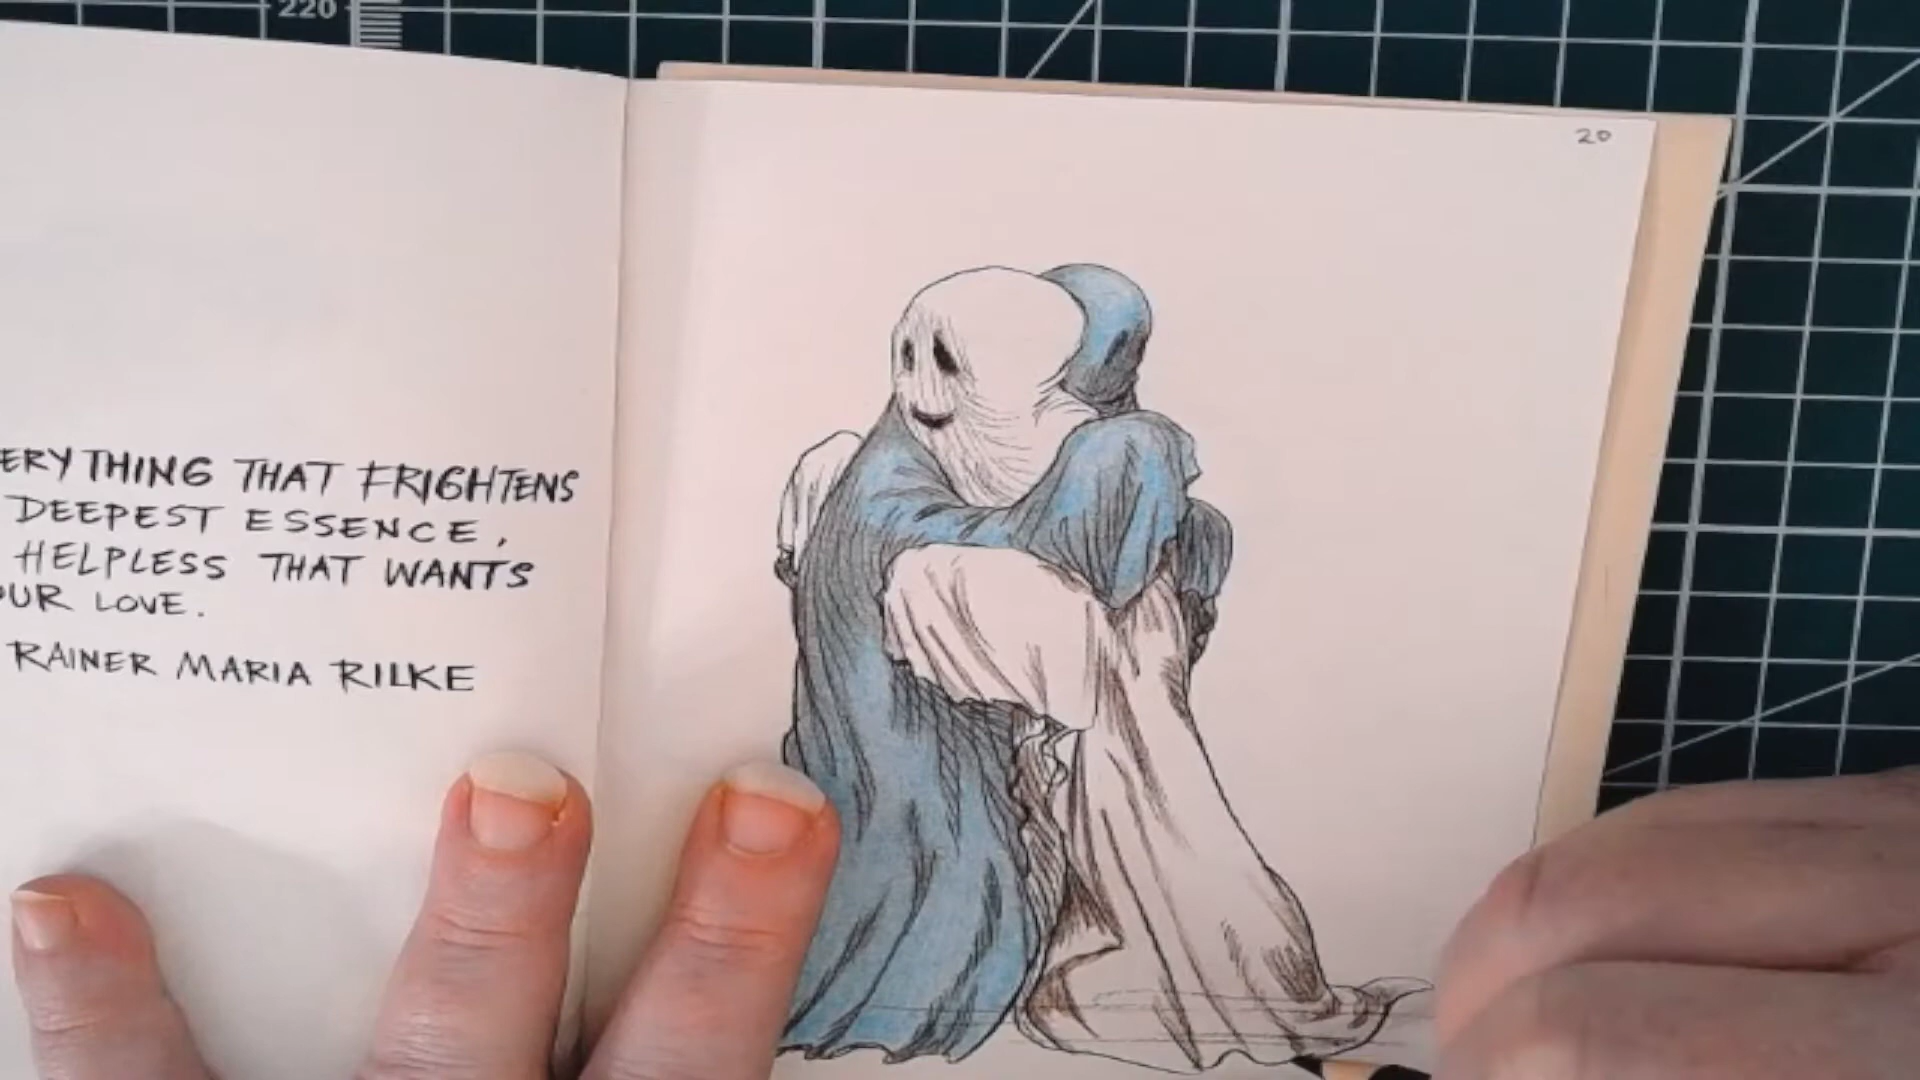 220
20
ERYTHING THAT FRIGHTENS
DEEPEST ESSENCE,
HELPLESS THAT WANTS
OUR LOVE.
RAINER MARIA RILKE